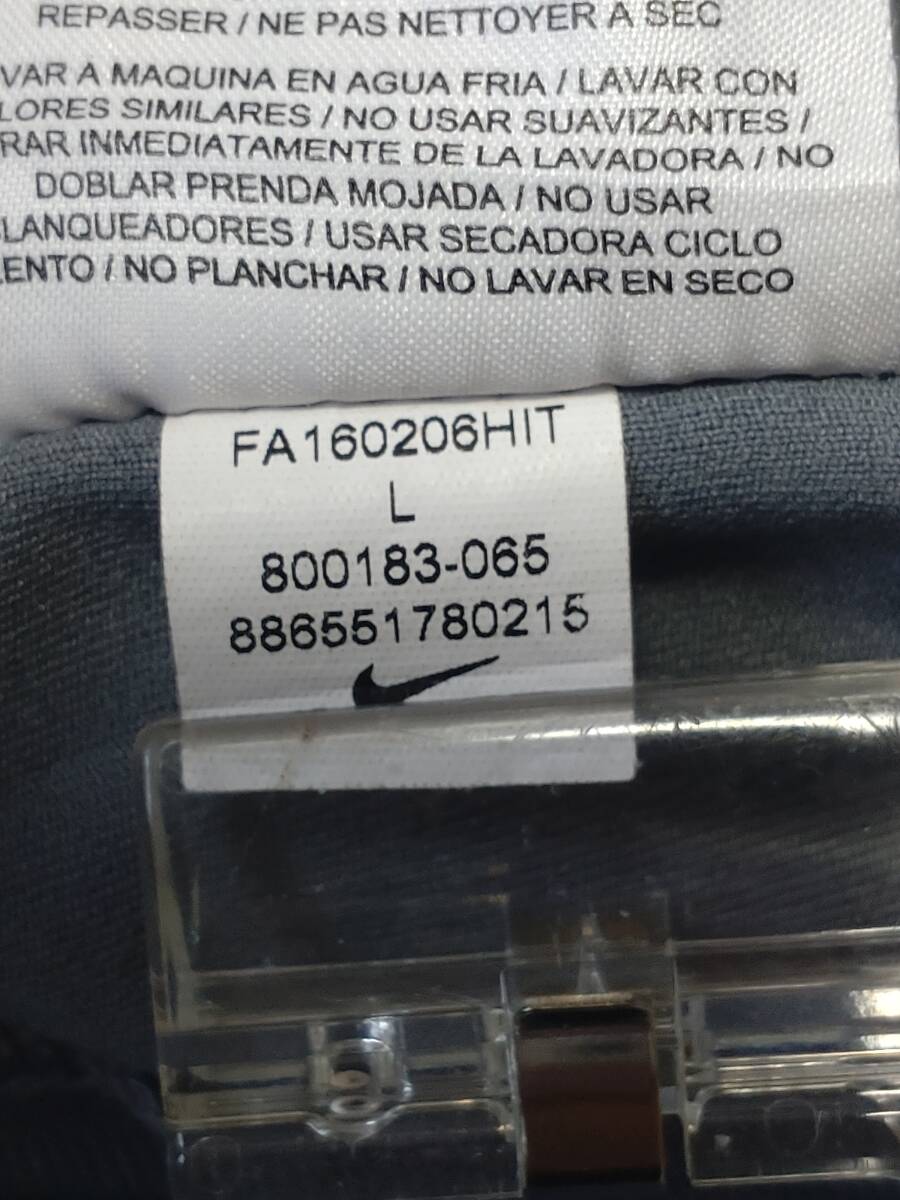 REPASSER / NE PAS NETTOYER A SEC
VAR A MAQUINA EN AGUA FRIA / LAVAR CON
LORES SIMILARES / NO USAR SUAVIZANTES /
RAR INMEDIATAMENTE DE LA LAVADORA / NO
DOBLAR PRENDA MOJADA / NO USAR
LANQUEADORES / USAR SECADORA CICLO
ENTO / NO PLANCHAR / NO LAVAR EN SECO
FA160206HIT
L
800183-065
886551780215